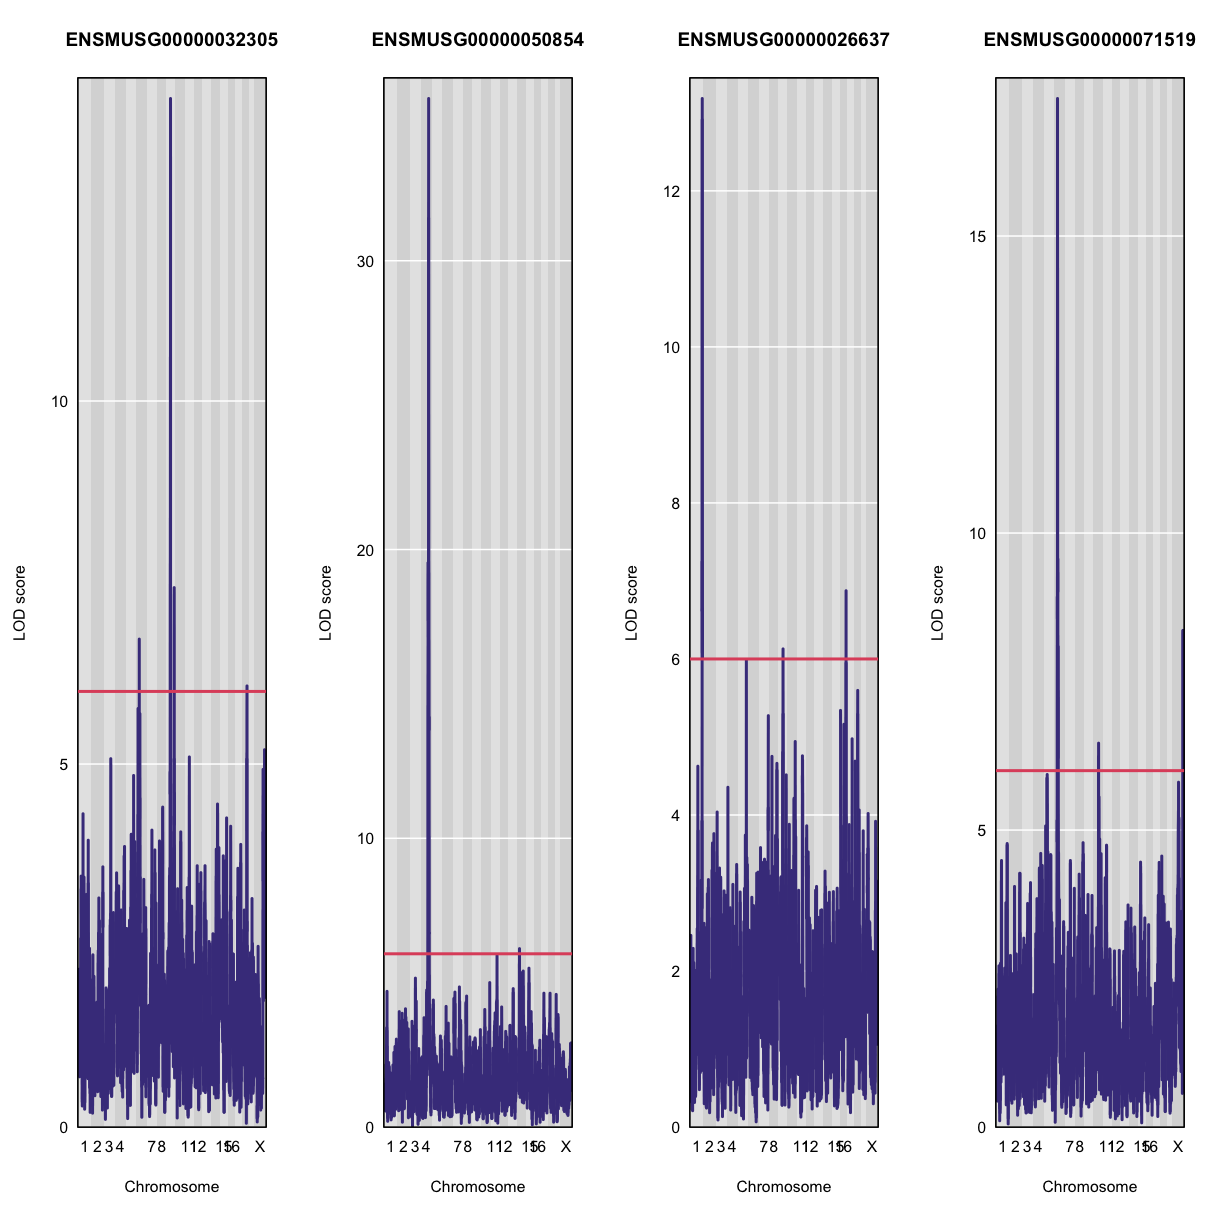 ENSMUSG00000032305
LOD score
10
5
0
1 2 3 4 7 8 11 12 15 16 X
Chromosome
ENSMUSG00000050854
LOD score
30
20
10
0
1 2 3 4 7 8 11 12 15 16 X
Chromosome
ENSMUSG00000026637
LOD score
12
10
8
6
4
2
0
1 2 3 4 7 8 11 12 15 16 X
Chromosome
ENSMUSG00000071519
LOD score
15
10
5
0
1 2 3 4 7 8 11 12 15 16 X
Chromosome